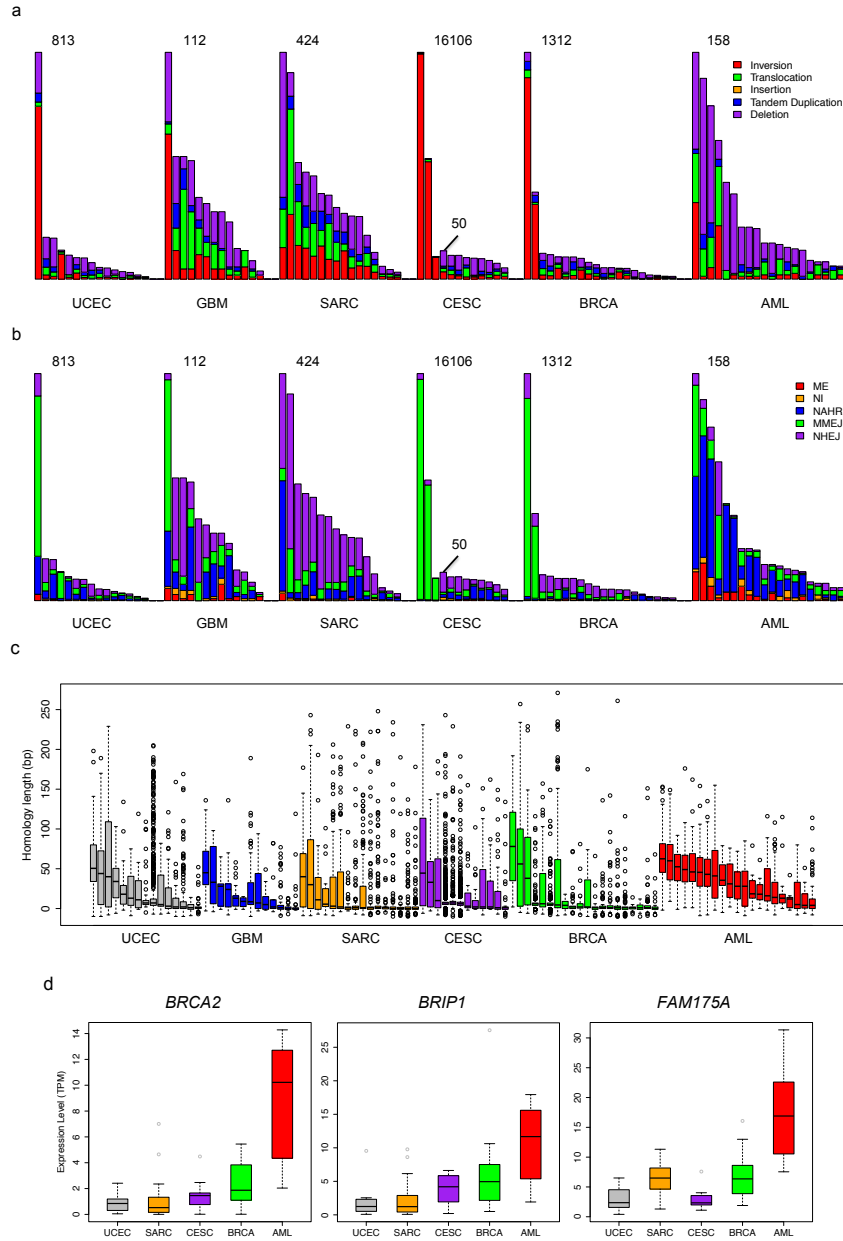 a
813 112 424 16106 1312 158
Inversion
Translocation
Insertion
Tandem Duplication
Deletion
50
UCEC GBM SARC CESC BRCA AML
b
813 112 424 16106 1312 158
ME
NI
NAHR
MMEJ
NHEJ
50
UCEC GBM SARC CESC BRCA AML
c
Homology length (bp)
250
200
150
100
50
0
UCEC GBM SARC CESC BRCA AML
d
BRCA2 BRIP1 FAM175A
Expression Level (TPM)
14
12
10
8
6
4
2
0
25
20
15
10
5
0
30
25
20
15
10
5
0
UCEC SARC CESC BRCA AML
UCEC SARC CESC BRCA AML
UCEC SARC CESC BRCA AML